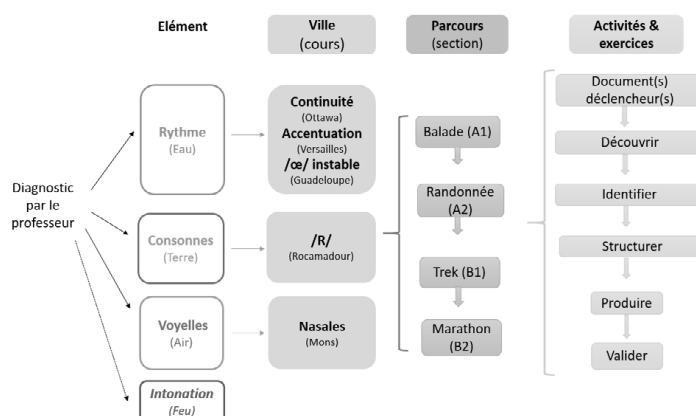 Elément
Ville
(cours)
Parcours
(section)
Activités &
exercices
Diagnostic
par le
professeur
Rythme
(Eau)
Consonnes
(Terre)
Voyelles
(Air)
Intonation
(Feu)
Continuité
(Ottawa)
Accentuation
(Versailles)
/œ/ instable
(Guadeloupe)
/R/
(Rocamadour)
Nasales
(Mons)
Balade (A1)
Randonnée
(A2)
Trek (B1)
Marathon
(B2)
Document(s)
déclencheur(s)
Découvrir
Identifier
Structurer
Produire
Valider